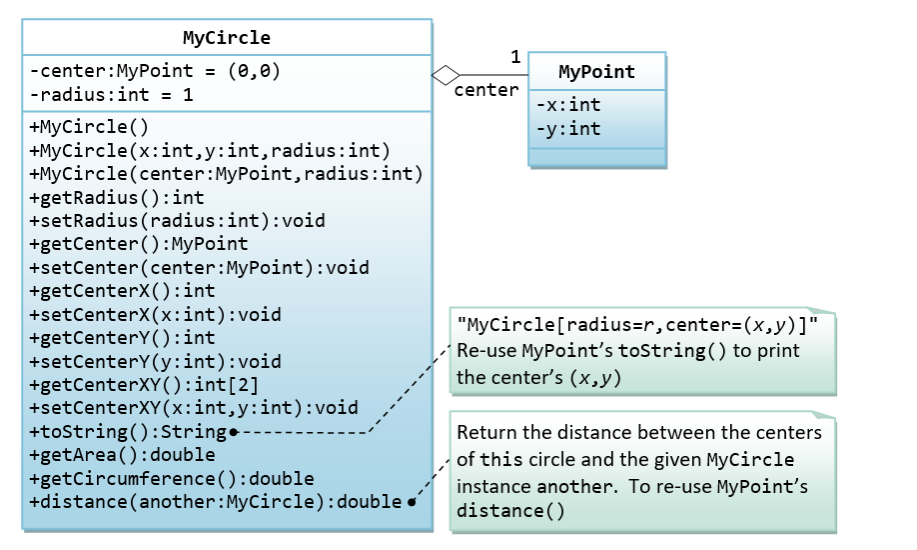 MyCircle
-center:MyPoint = (0,0)
-radius:int = 1
+MyCircle()
+MyCircle(x:int,y:int,radius:int)
+MyCircle(center:MyPoint,radius:int)
+getRadius():int
+setRadius(radius:int):void
+getCenter():MyPoint
+setCenter(center:MyPoint):void
+getCenterX():int
+setCenterX(x:int):void
+getCenterY():int
+setCenterY(y:int):void
+getCenterXY():int[2]
+setCenterXY(x:int,y:int):void
+toString():String
+getArea():double
+getCircumference():double
+distance(another:MyCircle):double
1
center
MyPoint
-x:int
-y:int
"MyCircle[radius=r,center=(x,y)]"
Re-use MyPoint’s toString() to print
the center’s (x,y)
Return the distance between the centers
of this circle and the given MyCircle
instance another. To re-use MyPoint’s
distance()